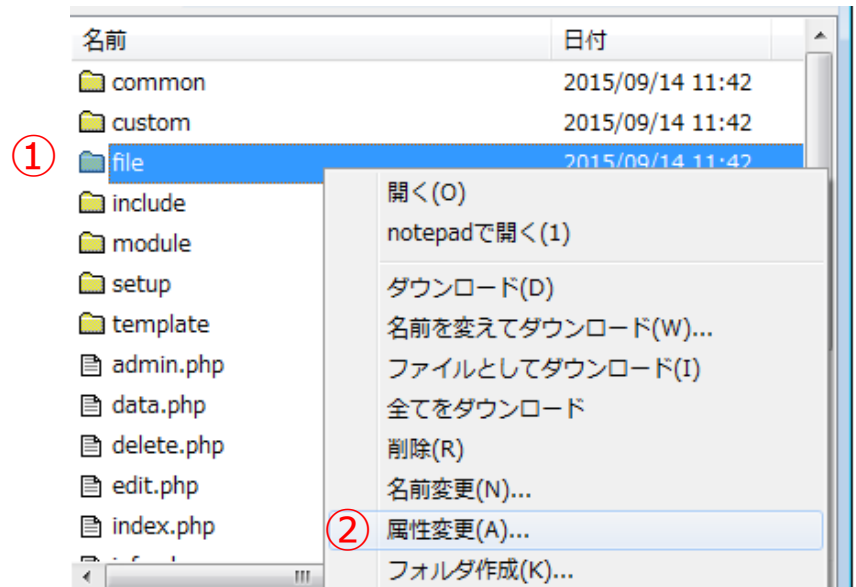 名前 日付
common 2015/09/14 11:42
custom 2015/09/14 11:42
① file 2015/09/14 11:42
include
module
setup
template
admin.php
data.php
delete.php
edit.php
index.php
開く(O)
notepadで開く(1)
ダウンロード(D)
名前を変えてダウンロード(W)...
ファイルとしてダウンロード(I)
全てをダウンロード
削除(R)
名前変更(N)...
② 属性変更(A)...
フォルダ作成(K)...